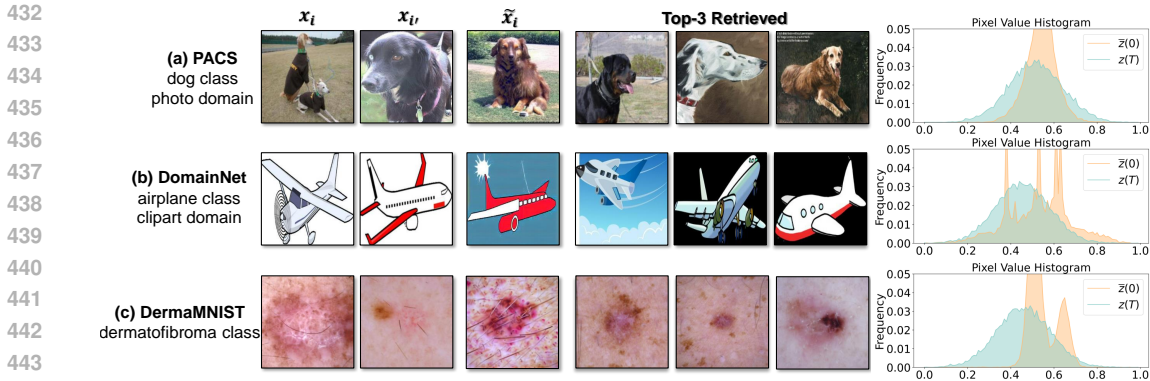 432
433
434
435
436
437
438
439
440
441
442
443
x_i x_{i'} x̃_i Top-3 Retrieved
(a) PACS
dog class
photo domain
(b) DomainNet
airplane class
clipart domain
(c) DermaMNIST
dermatofibroma class
Pixel Value Histogram
Frequency
0.05
0.04
0.03
0.02
0.01
0.00
z̄(0)
z(T)
0.0 0.2 0.4 0.6 0.8 1.0
Pixel Value Histogram
Frequency
0.05
0.04
0.03
0.02
0.01
0.00
z̄(0)
z(T)
0.0 0.2 0.4 0.6 0.8 1.0
Pixel Value Histogram
Frequency
0.05
0.04
0.03
0.02
0.01
0.00
z̄(0)
z(T)
0.0 0.2 0.4 0.6 0.8 1.0